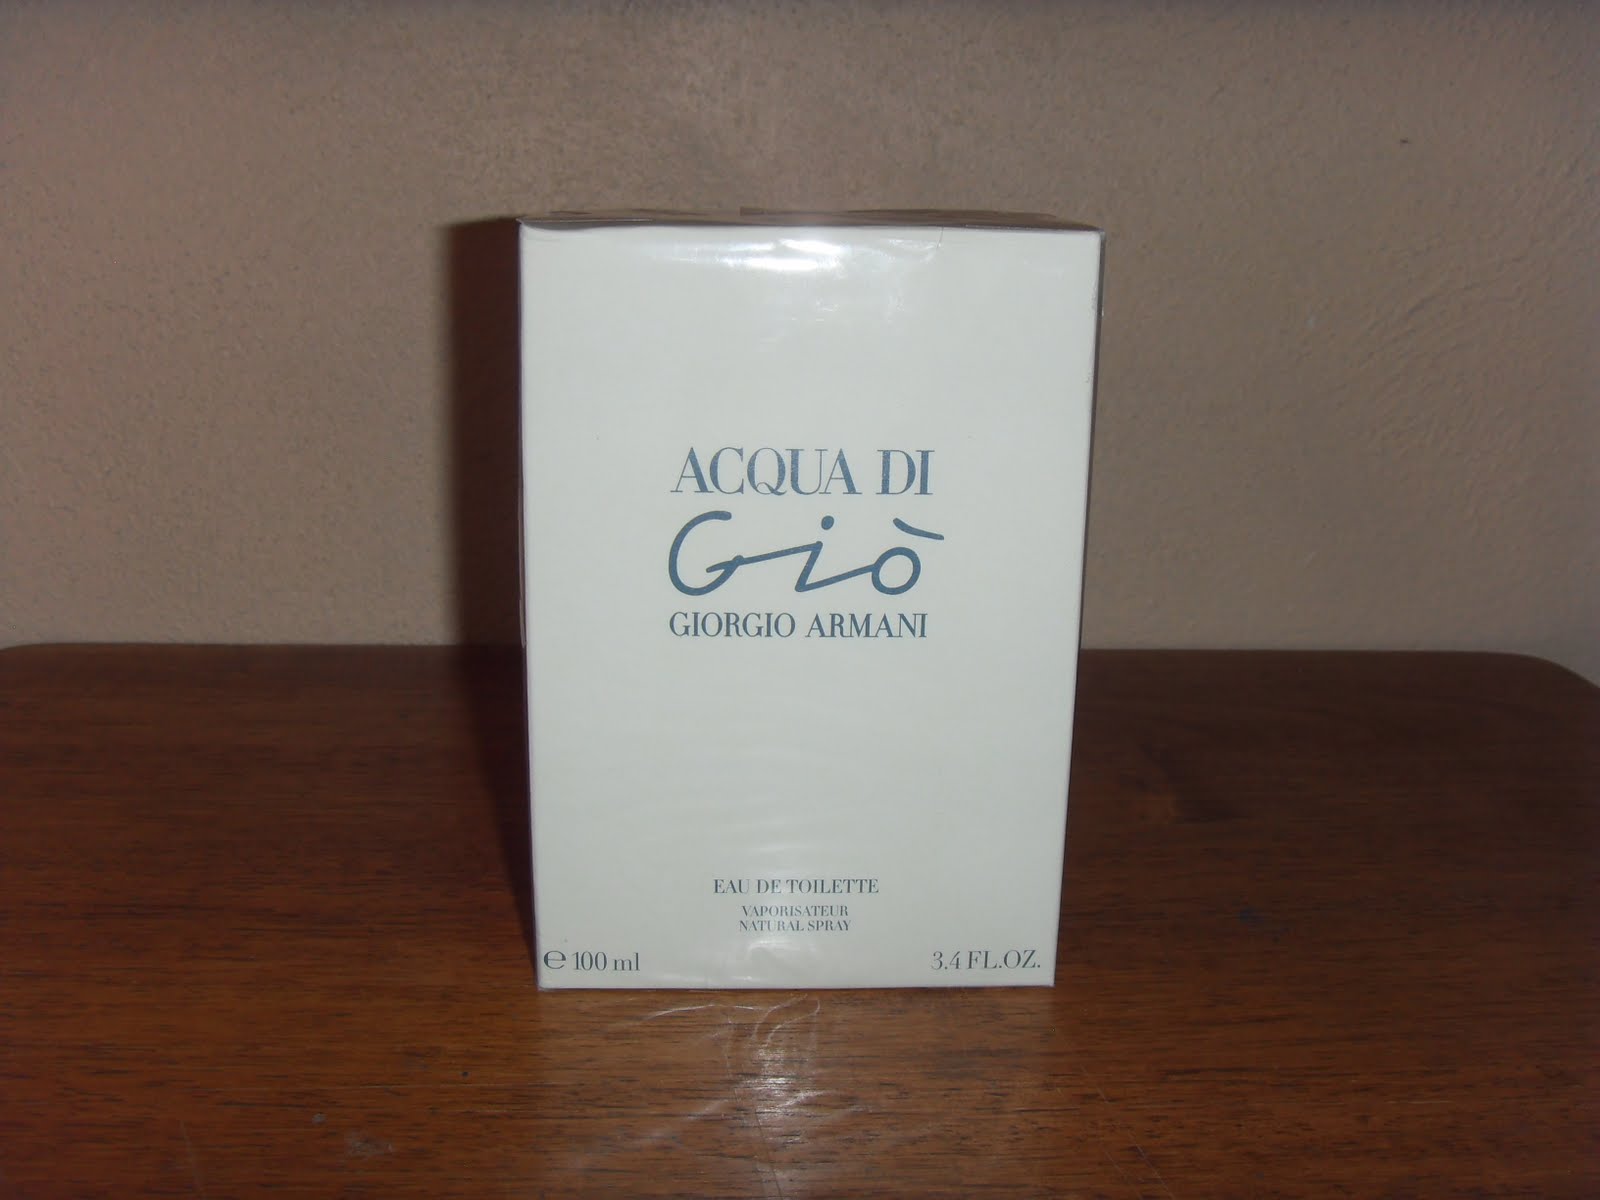 ACQUA DI
Giò
GIORGIO ARMANI
EAU DE TOILETTE
VAPORISATEUR
NATURAL SPRAY
℮ 100 ml 3.4 FL.OZ.